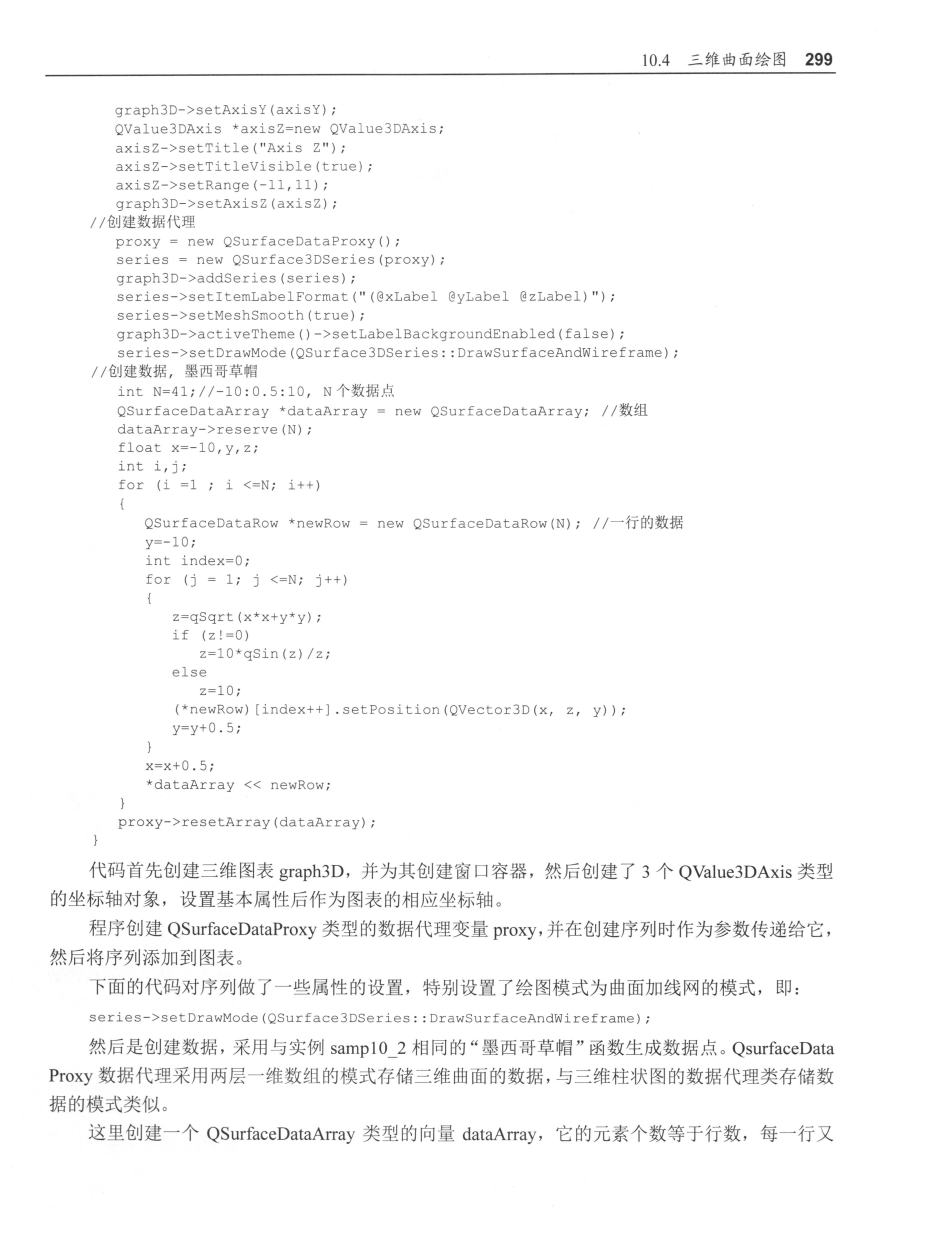 10.4 三维曲面绘图 299
graph3D->setAxisY(axisY);
QValue3DAxis *axisZ=new QValue3DAxis;
axisZ->setTitle("Axis Z");
axisZ->setTitleVisible(true);
axisZ->setRange(-11,11);
graph3D->setAxisZ(axisZ);
//创建数据代理
proxy = new QSurfaceDataProxy();
series = new QSurface3DSeries(proxy);
graph3D->addSeries(series);
series->setItemLabelFormat("(@xLabel @yLabel @zLabel)");
series->setMeshSmooth(true);
graph3D->activeTheme()->setLabelBackgroundEnabled(false);
series->setDrawMode(QSurface3DSeries::DrawSurfaceAndWireframe);
//创建数据, 墨西哥草帽
int N=41;//-10:0.5:10, N 个数据点
QSurfaceDataArray *dataArray = new QSurfaceDataArray; //数组
dataArray->reserve(N);
float x=-10,y,z;
int i,j;
for (i =1 ; i <=N; i++)
{
QSurfaceDataRow *newRow = new QSurfaceDataRow(N); //一行的数据
y=-10;
int index=0;
for (j = 1; j <=N; j++)
{
z=qSqrt(x*x+y*y);
if (z!=0)
z=10*qSin(z)/z;
else
z=10;
(*newRow)[index++].setPosition(QVector3D(x, z, y));
y=y+0.5;
}
x=x+0.5;
*dataArray << newRow;
}
proxy->resetArray(dataArray);
}
代码首先创建三维图表 graph3D，并为其创建窗口容器，然后创建了 3 个 QValue3DAxis 类型
的坐标轴对象，设置基本属性后作为图表的相应坐标轴。
程序创建 QSurfaceDataProxy 类型的数据代理变量 proxy，并在创建序列时作为参数传递给它，
然后将序列添加到图表。
下面的代码对序列做了一些属性的设置，特别设置了绘图模式为曲面加线网的模式，即：
series->setDrawMode(QSurface3DSeries::DrawSurfaceAndWireframe);
然后是创建数据，采用与实例 samp10_2 相同的“墨西哥草帽”函数生成数据点。QsurfaceData
Proxy 数据代理采用两层一维数组的模式存储三维曲面的数据，与三维柱状图的数据代理类存储数
据的模式类似。
这里创建一个 QSurfaceDataArray 类型的向量 dataArray，它的元素个数等于行数，每一行又